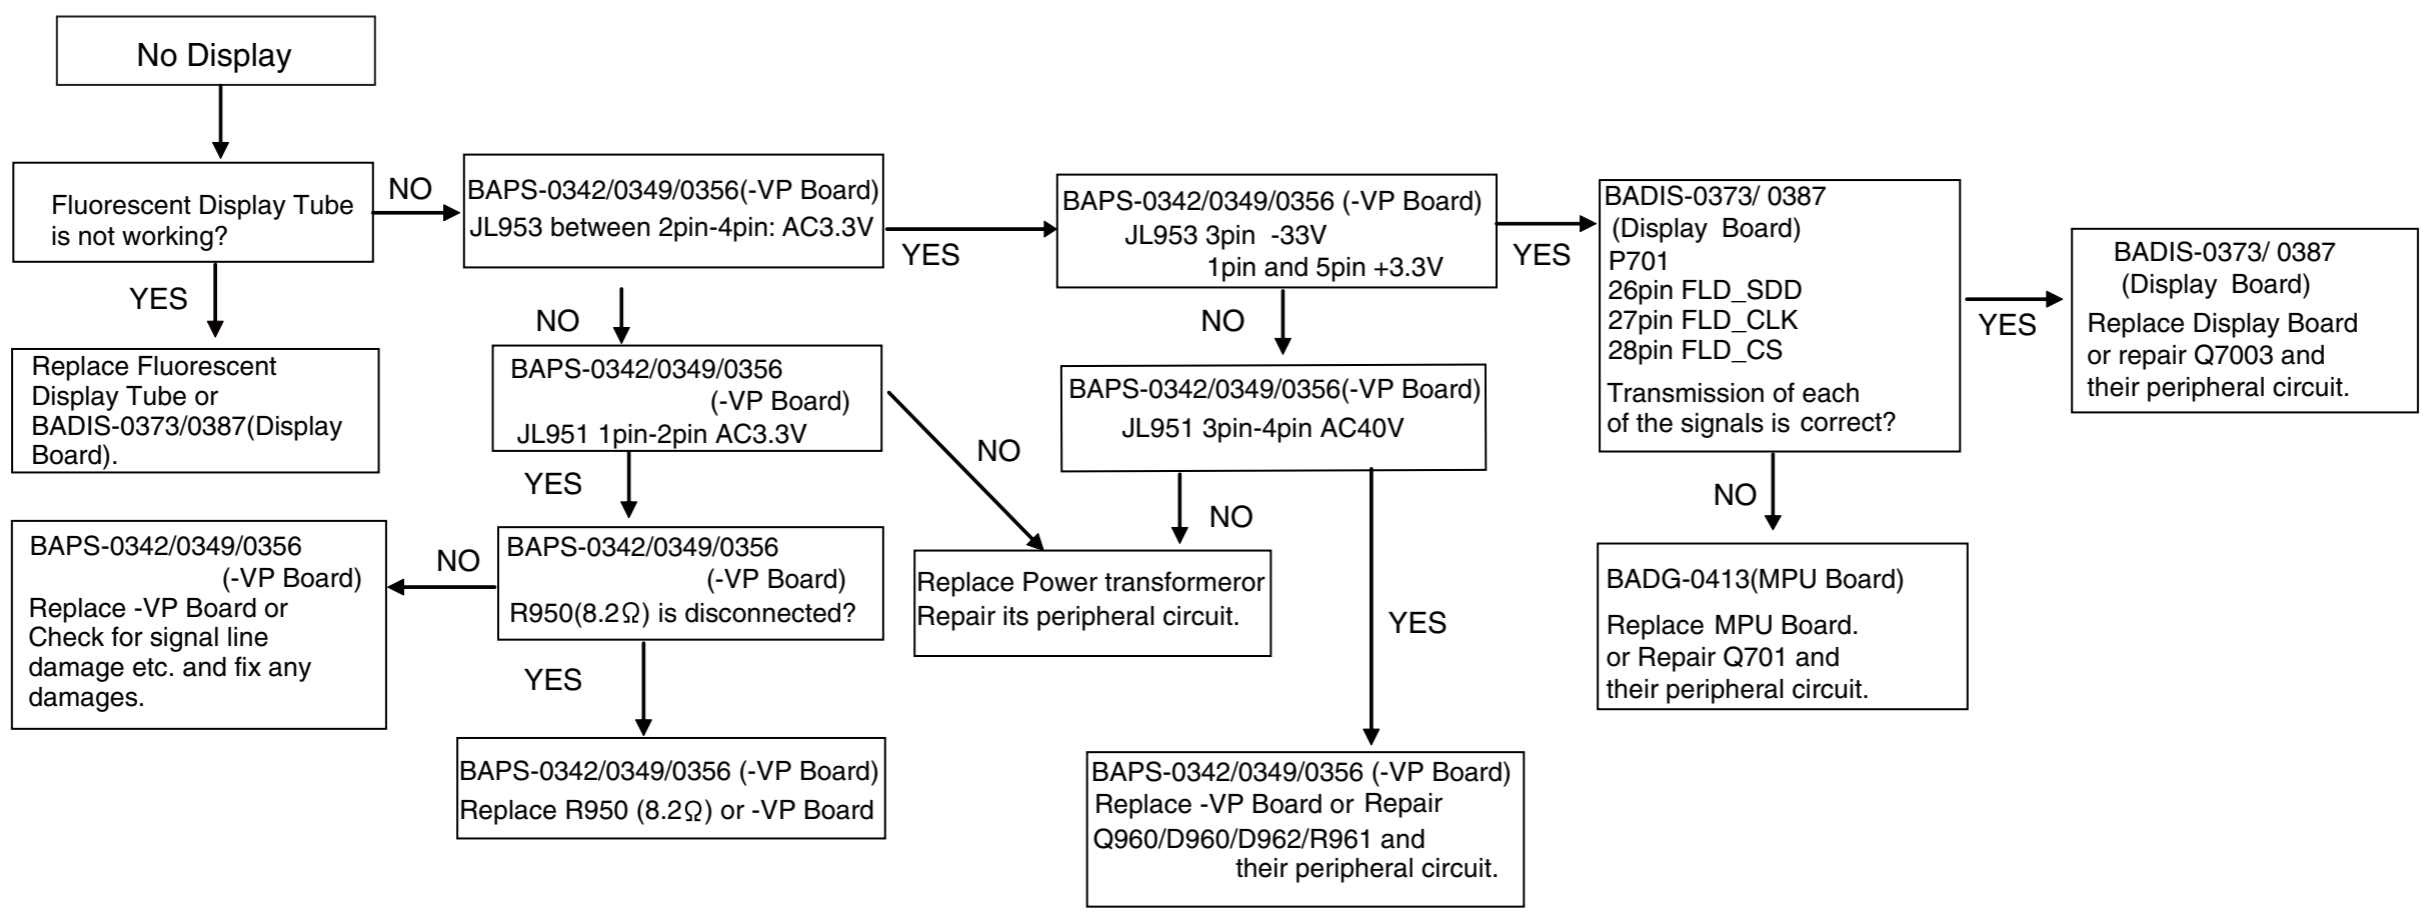 No Display
Fluorescent Display Tube
is not working?
NO
YES
Replace Fluorescent
Display Tube or
BADIS-0373/0387(Display
Board).
BAPS-0342/0349/0356(-VP Board)
JL953 between 2pin-4pin: AC3.3V
YES
NO
BAPS-0342/0349/0356
(-VP Board)
JL951 1pin-2pin AC3.3V
NO
YES
BAPS-0342/0349/0356
(-VP Board)
R950(8.2Ω) is disconnected?
NO
BAPS-0342/0349/0356
(-VP Board)
Replace -VP Board or
Check for signal line
damage etc. and fix any
damages.
YES
BAPS-0342/0349/0356 (-VP Board)
Replace R950 (8.2Ω) or -VP Board
BAPS-0342/0349/0356 (-VP Board)
JL953 3pin -33V
1pin and 5pin +3.3V
YES
NO
BAPS-0342/0349/0356(-VP Board)
JL951 3pin-4pin AC40V
NO
Replace Power transformeror
Repair its peripheral circuit.
YES
BAPS-0342/0349/0356 (-VP Board)
Replace -VP Board or Repair
Q960/D960/D962/R961 and
their peripheral circuit.
BADIS-0373/ 0387
(Display Board)
P701
26pin FLD_SDD
27pin FLD_CLK
28pin FLD_CS
Transmission of each
of the signals is correct?
YES
BADIS-0373/ 0387
(Display Board)
Replace Display Board
or repair Q7003 and
their peripheral circuit.
NO
BADG-0413(MPU Board)
Replace MPU Board.
or Repair Q701 and
their peripheral circuit.